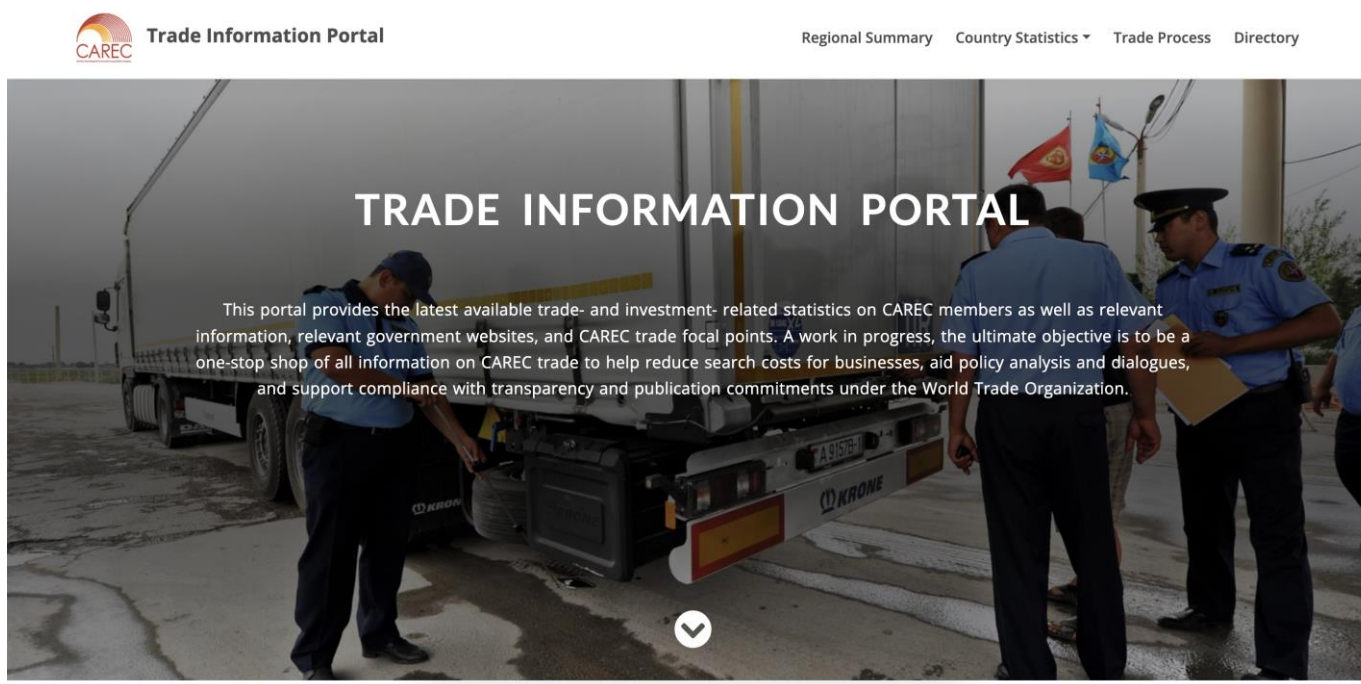 CAREC
Trade Information Portal
Regional Summary
Country Statistics
Trade Process
Directory
TRADE INFORMATION PORTAL
This portal provides the latest available trade- and investment- related statistics on CAREC members as well as relevant
information, relevant government websites, and CAREC trade focal points. A work in progress, the ultimate objective is to be a
one-stop shop of all information on CAREC trade to help reduce search costs for businesses, aid policy analysis and dialogues,
and support compliance with transparency and publication commitments under the World Trade Organization.
KRONE
KRONE